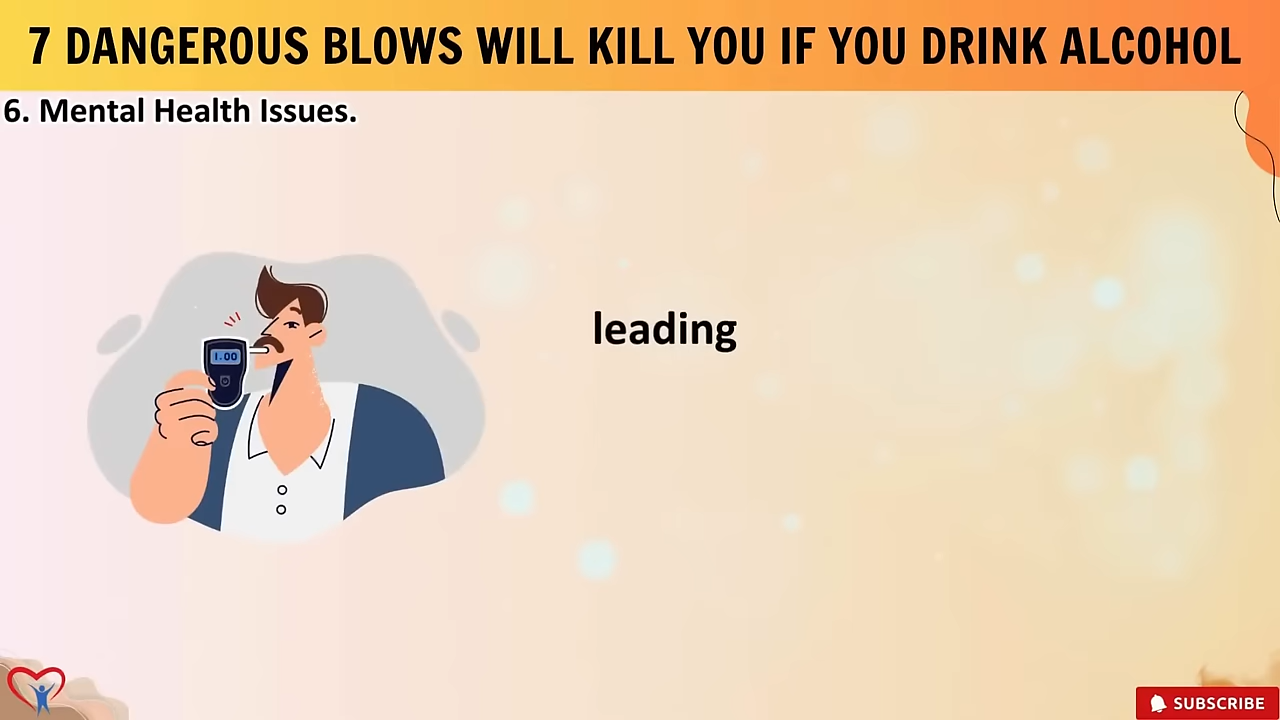 7 DANGEROUS BLOWS WILL KILL YOU IF YOU DRINK ALCOHOL
6. Mental Health Issues.
leading
1.00
SUBSCRIBE